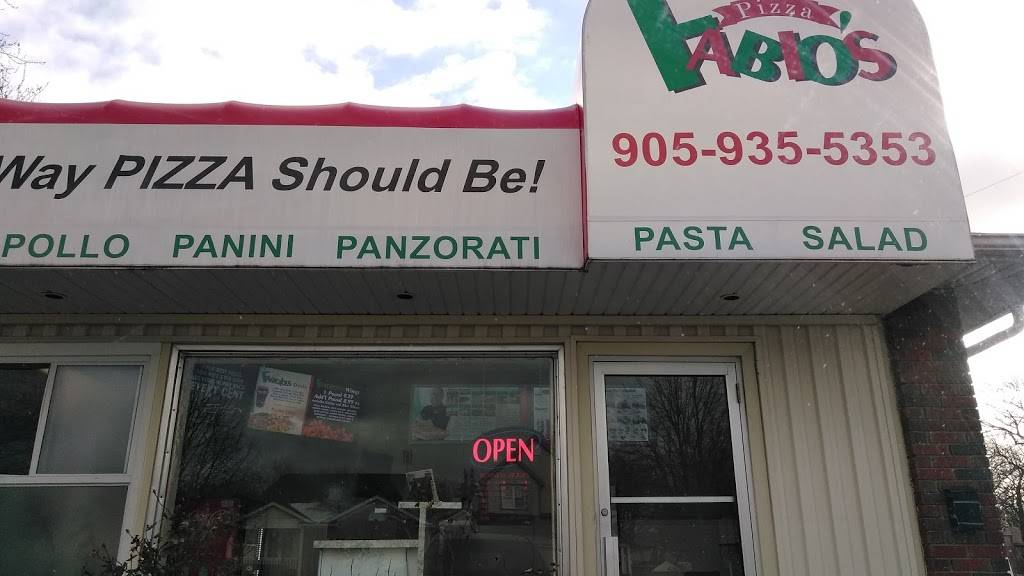 Pizza
FABIO'S
905-935-5353
Way PIZZA Should Be!
POLLO PANINI PANZORATI
PASTA SALAD
OPEN